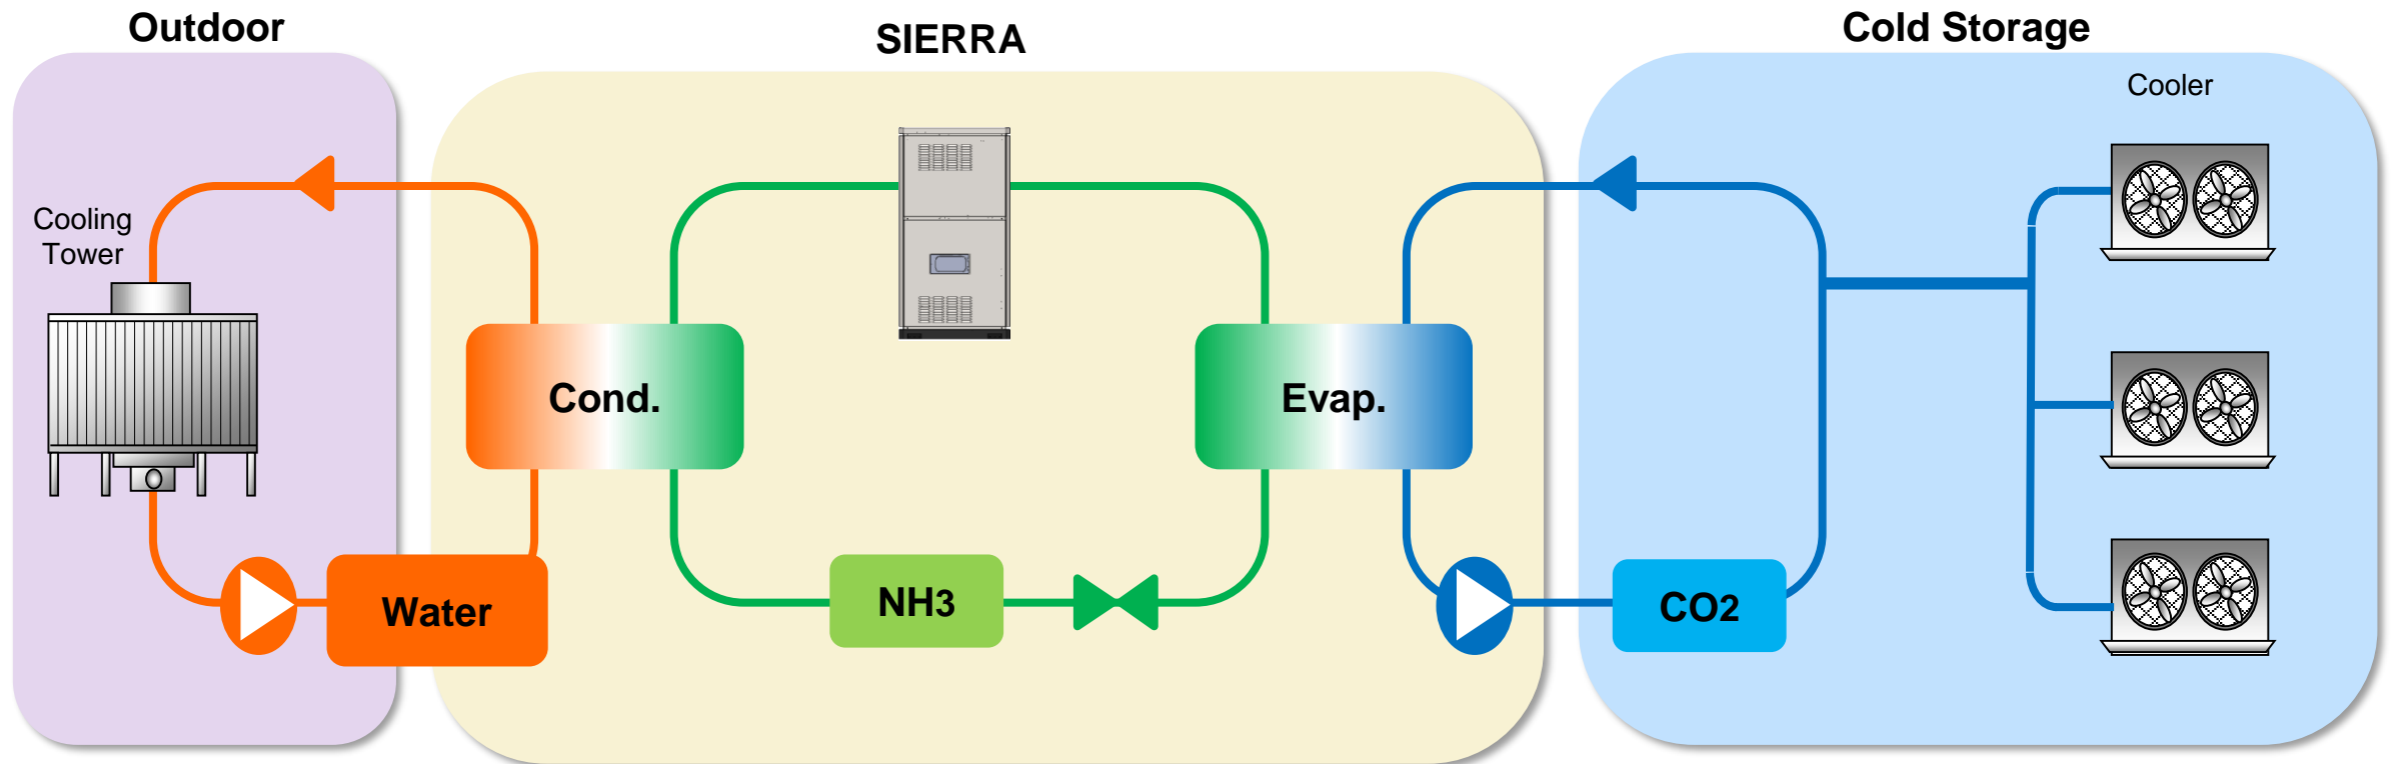 Outdoor
SIERRA
Cold Storage
Cooler
Cooling
Tower
Cond.
Evap.
Water
NH3
CO2